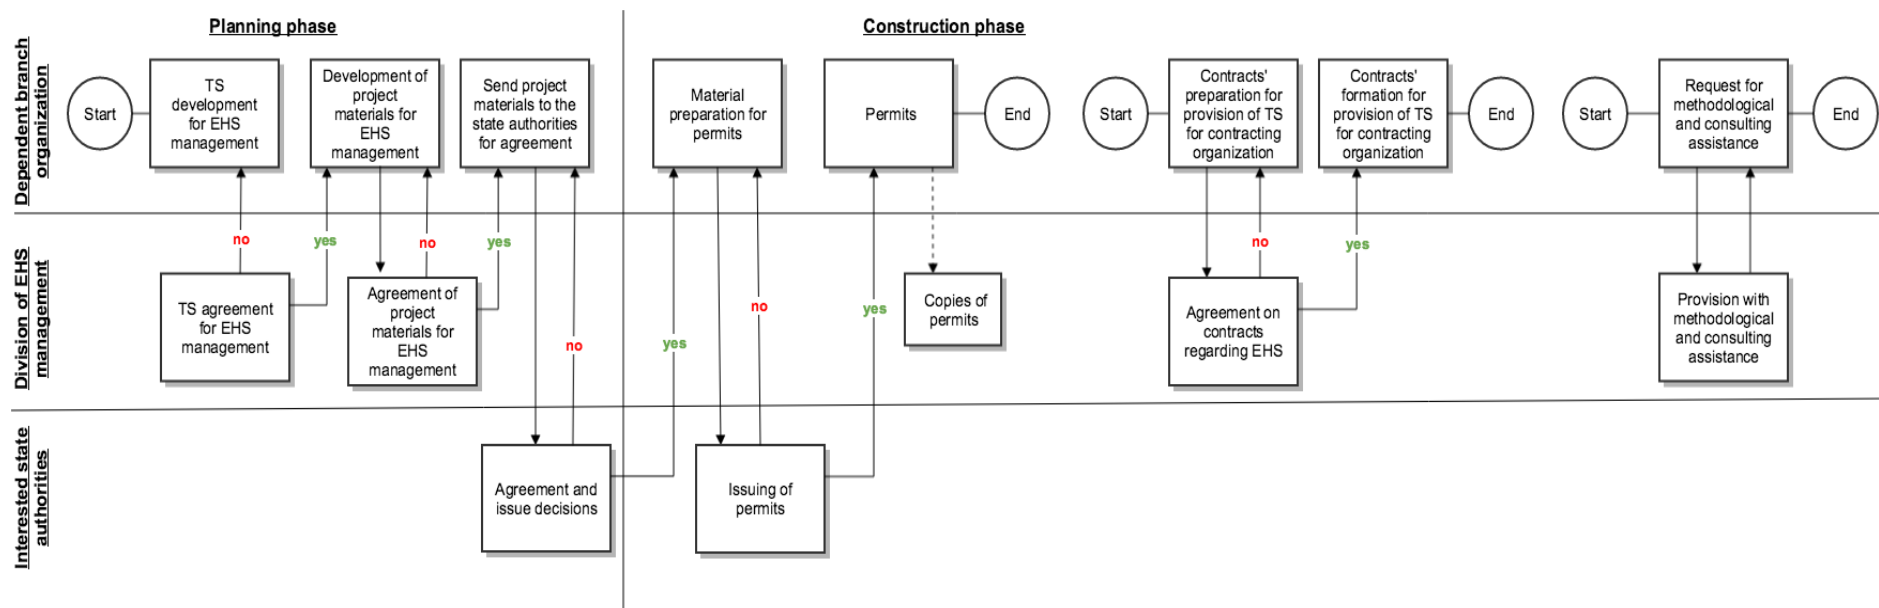 Planning phase
Construction phase
Dependent branch
organization
Start
TS
development
for EHS
management
Development of
project
materials for
EHS
management
Send project
materials to the
state authorities
for agreement
Material
preparation for
permits
Permits
End
Start
Contracts'
preparation for
provision of TS
for contracting
organization
Contracts'
formation for
provision of TS
for contracting
organization
End
Start
Request for
methodological
and consulting
assistance
End
Division of EHS
management
no
yes
no
yes
no
yes
no
yes
no
yes
TS agreement
for EHS
management
Agreement of
project
materials for
EHS
management
Copies of
permits
Agreement on
contracts
regarding EHS
Provision with
methodological
and consulting
assistance
Interested state
authorities
Agreement and
issue decisions
Issuing of
permits